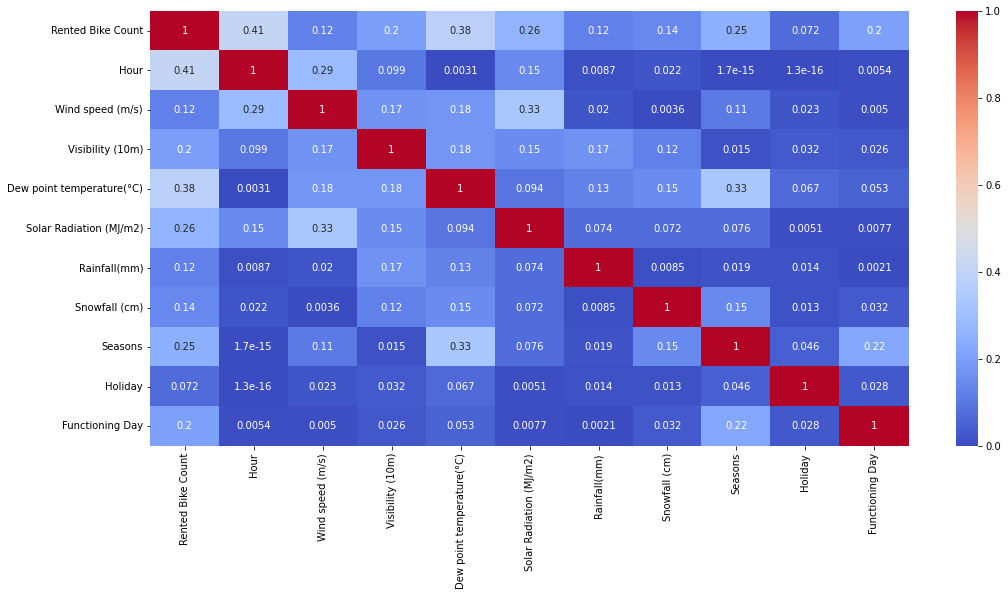 Rented Bike Count 1 0.41 0.12 0.2 0.38 0.26 0.12 0.14 0.25 0.072 0.2
Hour 0.41 1 0.29 0.099 0.0031 0.15 0.0087 0.022 1.7e-15 1.3e-16 0.0054
Wind speed (m/s) 0.12 0.29 1 0.17 0.18 0.33 0.02 0.0036 0.11 0.023 0.005
Visibility (10m) 0.2 0.099 0.17 1 0.18 0.15 0.17 0.12 0.015 0.032 0.026
Dew point temperature(°C) 0.38 0.0031 0.18 0.18 1 0.094 0.13 0.15 0.33 0.067 0.053
Solar Radiation (MJ/m2) 0.26 0.15 0.33 0.15 0.094 1 0.074 0.072 0.076 0.0051 0.0077
Rainfall(mm) 0.12 0.0087 0.02 0.17 0.13 0.074 1 0.0085 0.019 0.014 0.0021
Snowfall (cm) 0.14 0.022 0.0036 0.12 0.15 0.072 0.0085 1 0.15 0.013 0.032
Seasons 0.25 1.7e-15 0.11 0.015 0.33 0.076 0.019 0.15 1 0.046 0.22
Holiday 0.072 1.3e-16 0.023 0.032 0.067 0.0051 0.014 0.013 0.046 1 0.028
Functioning Day 0.2 0.0054 0.005 0.026 0.053 0.0077 0.0021 0.032 0.22 0.028 1
Rented Bike Count
Hour
Wind speed (m/s)
Visibility (10m)
Dew point temperature(°C)
Solar Radiation (MJ/m2)
Rainfall(mm)
Snowfall (cm)
Seasons
Holiday
Functioning Day
1.0
0.8
0.6
0.4
0.2
0.0